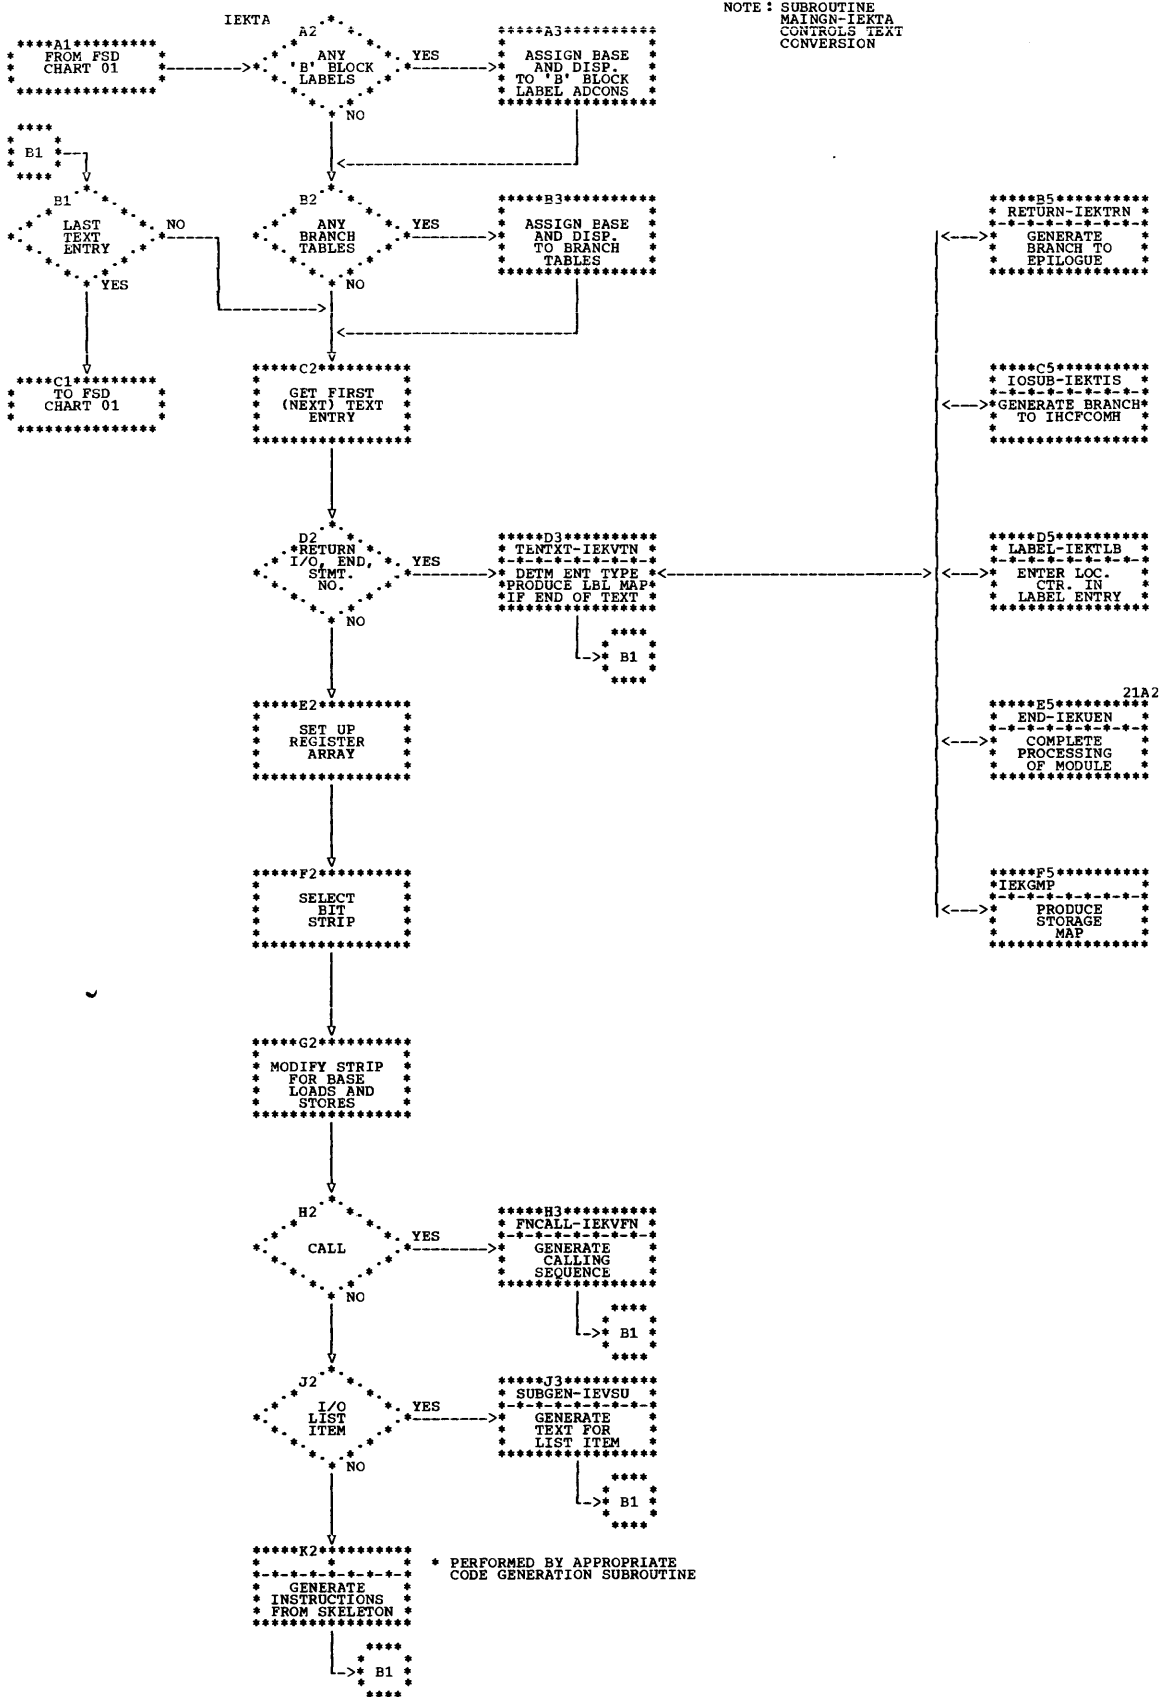 NOTE : SUBROUTINE
MAINGN-IEKTA
CONTROLS TEXT
CONVERSION
IEKTA
A1
FROM FSD
CHART 01
A2
ANY
'B' BLOCK
LABELS
YES
NO
A3
ASSIGN BASE
AND DISP.
TO 'B' BLOCK
LABEL ADCONS
B1
B1
LAST
TEXT
ENTRY
NO
YES
B2
ANY
BRANCH
TABLES
YES
NO
B3
ASSIGN BASE
AND DISP.
TO BRANCH
TABLES
B5
RETURN-IEKTRN
GENERATE
BRANCH TO
EPILOGUE
C1
TO FSD
CHART 01
C2
GET FIRST
(NEXT) TEXT
ENTRY
C5
IOSUB-IEKTIS
GENERATE BRANCH
TO IHCFCOMH
D2
RETURN
I/O, END,
STMT.
NO.
YES
NO
D3
TENTXT-IEKVTN
DETM ENT TYPE
PRODUCE LBL MAP
IF END OF TEXT
B1
D5
LABEL-IEKTLB
ENTER LOC.
CTR. IN
LABEL ENTRY
E2
SET UP
REGISTER
ARRAY
21A2
E5
END-IEKUEN
COMPLETE
PROCESSING
OF MODULE
F2
SELECT
BIT
STRIP
F5
IEKGMP
PRODUCE
STORAGE
MAP
G2
MODIFY STRIP
FOR BASE
LOADS AND
STORES
H2
CALL
YES
NO
H3
FNCALL-IEKVFN
GENERATE
CALLING
SEQUENCE
B1
J2
I/O
LIST
ITEM
YES
NO
J3
SUBGEN-IEVSU
GENERATE
TEXT FOR
LIST ITEM
B1
K2
*
GENERATE
INSTRUCTIONS
FROM SKELETON
* PERFORMED BY APPROPRIATE
CODE GENERATION SUBROUTINE
B1